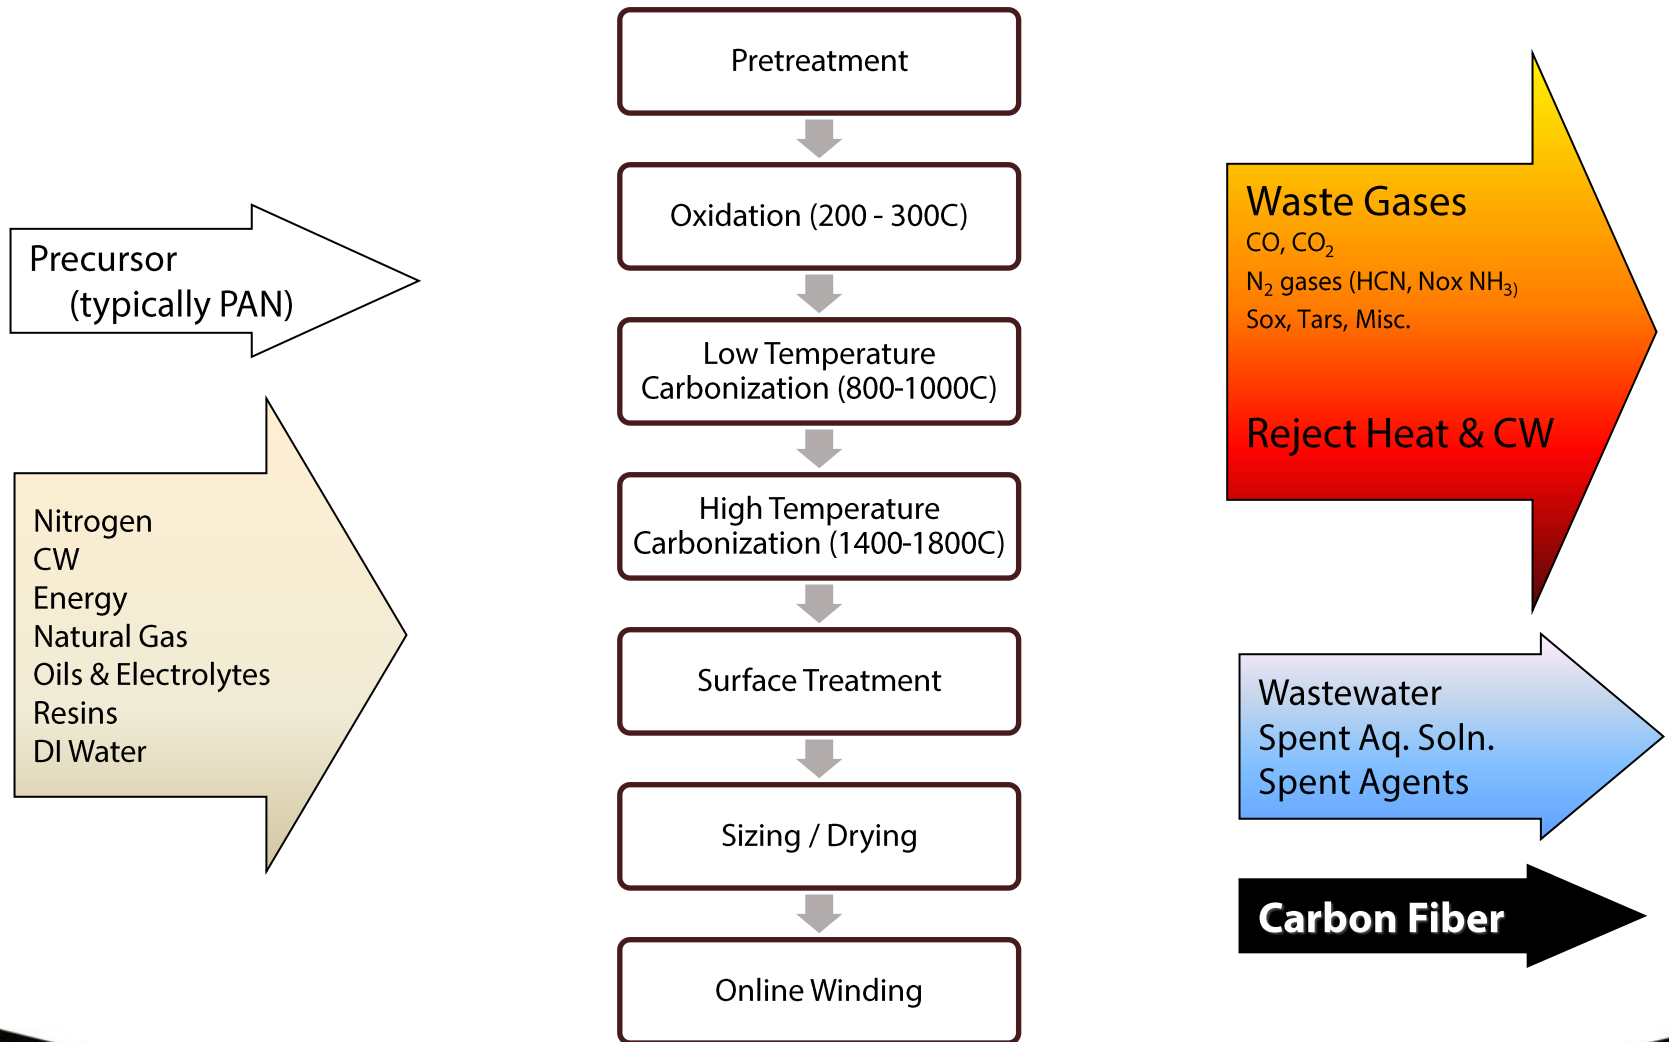 Pretreatment
Oxidation (200 - 300C)
Low Temperature
Carbonization (800-1000C)
High Temperature
Carbonization (1400-1800C)
Surface Treatment
Sizing / Drying
Online Winding
Precursor
(typically PAN)
Nitrogen
CW
Energy
Natural Gas
Oils & Electrolytes
Resins
DI Water
Waste Gases
CO, CO₂
N₂ gases (HCN, Nox NH₃₎
Sox, Tars, Misc.
Reject Heat & CW
Wastewater
Spent Aq. Soln.
Spent Agents
Carbon Fiber